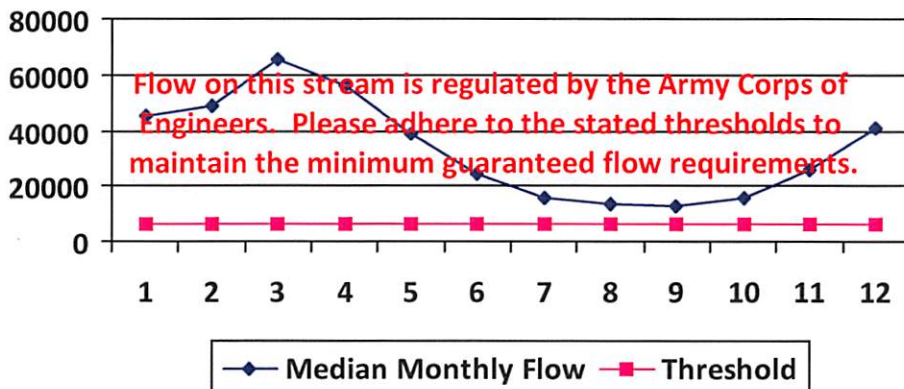 80000
60000
40000
20000
0
Flow on this stream is regulated by the Army Corps of
Engineers. Please adhere to the stated thresholds to
maintain the minimum guaranteed flow requirements.
1 2 3 4 5 6 7 8 9 10 11 12
Median Monthly Flow Threshold